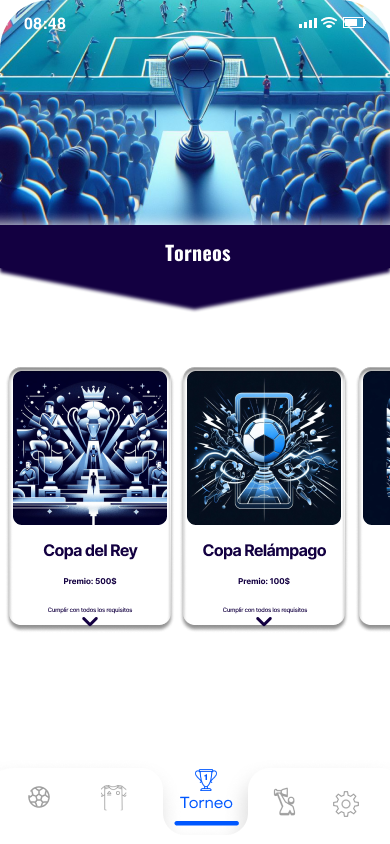 08:48
Torneos
Copa del Rey
Premio: 500$
Cumplir con todos los requisitos
Copa Relámpago
Premio: 100$
Cumplir con todos los requisitos
1
Torneo